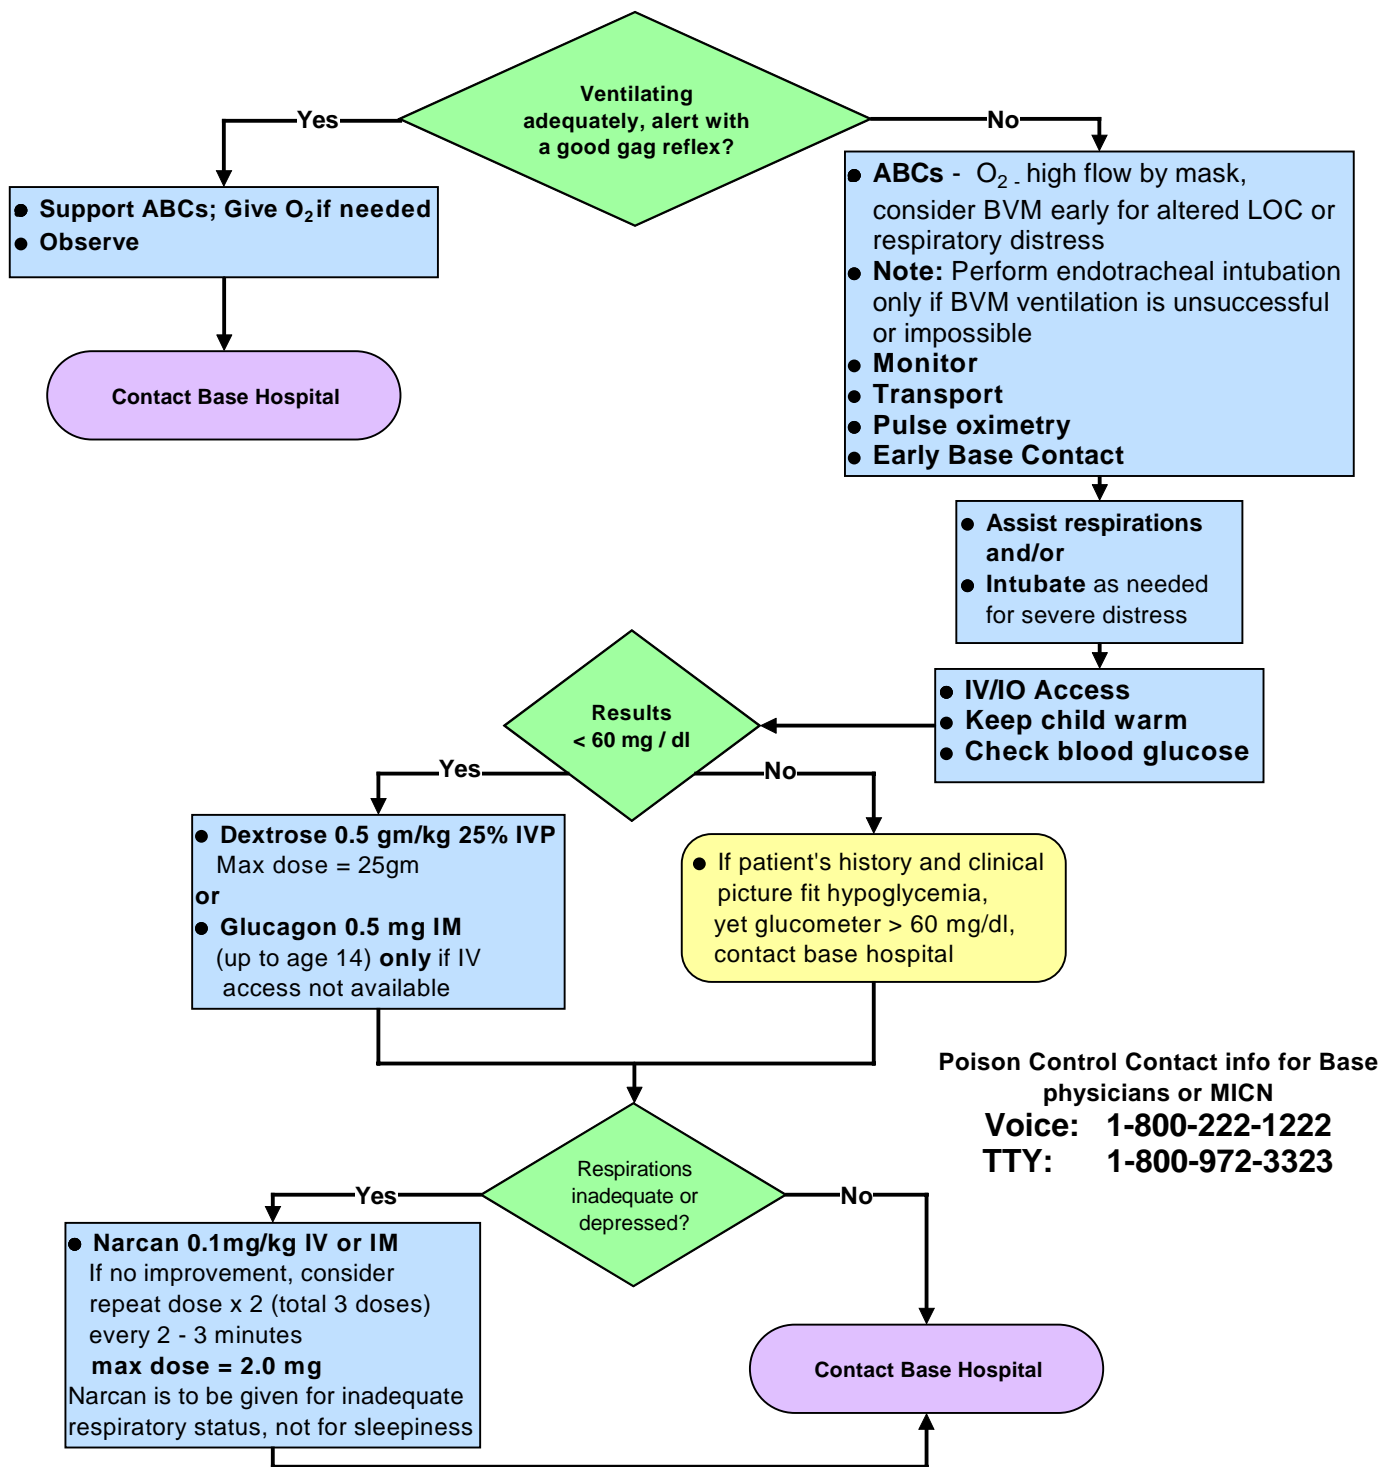 Ventilating
adequately, alert with
a good gag reflex?
Yes
No
● Support ABCs; Give O2 if needed
● Observe
Contact Base Hospital
● ABCs - O2 - high flow by mask,
consider BVM early for altered LOC or
respiratory distress
● Note: Perform endotracheal intubation
only if BVM ventilation is unsuccessful
or impossible
● Monitor
● Transport
● Pulse oximetry
● Early Base Contact
● Assist respirations
and/or
● Intubate as needed
for severe distress
● IV/IO Access
● Keep child warm
● Check blood glucose
Results
< 60 mg / dl
Yes
No
● Dextrose 0.5 gm/kg 25% IVP
Max dose = 25gm
or
● Glucagon 0.5 mg IM
(up to age 14) only if IV
access not available
● If patient's history and clinical
picture fit hypoglycemia,
yet glucometer > 60 mg/dl,
contact base hospital
Poison Control Contact info for Base
physicians or MICN
Voice: 1-800-222-1222
TTY: 1-800-972-3323
Respirations
inadequate or
depressed?
Yes
No
● Narcan 0.1mg/kg IV or IM
If no improvement, consider
repeat dose x 2 (total 3 doses)
every 2 - 3 minutes
max dose = 2.0 mg
Narcan is to be given for inadequate
respiratory status, not for sleepiness
Contact Base Hospital